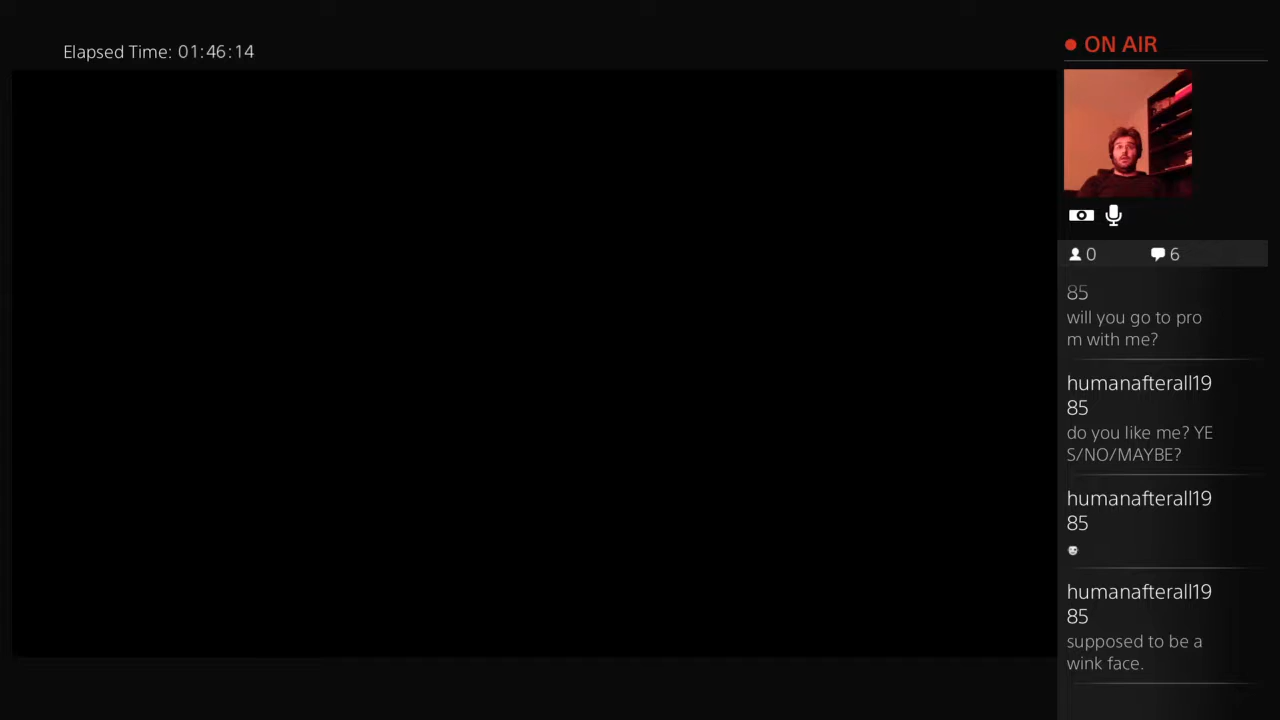 Elapsed Time: 01:46:14
ON AIR
0 6
85
will you go to pro
m with me?
humanafterall19
85
do you like me? YE
S/NO/MAYBE?
humanafterall19
85
humanafterall19
85
supposed to be a
wink face.